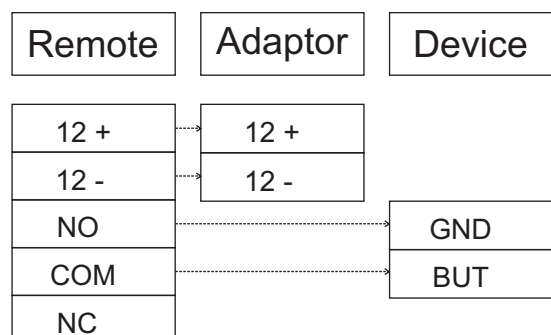 Remote Adaptor Device
12 + 12 +
12 - 12 -
NO GND
COM BUT
NC